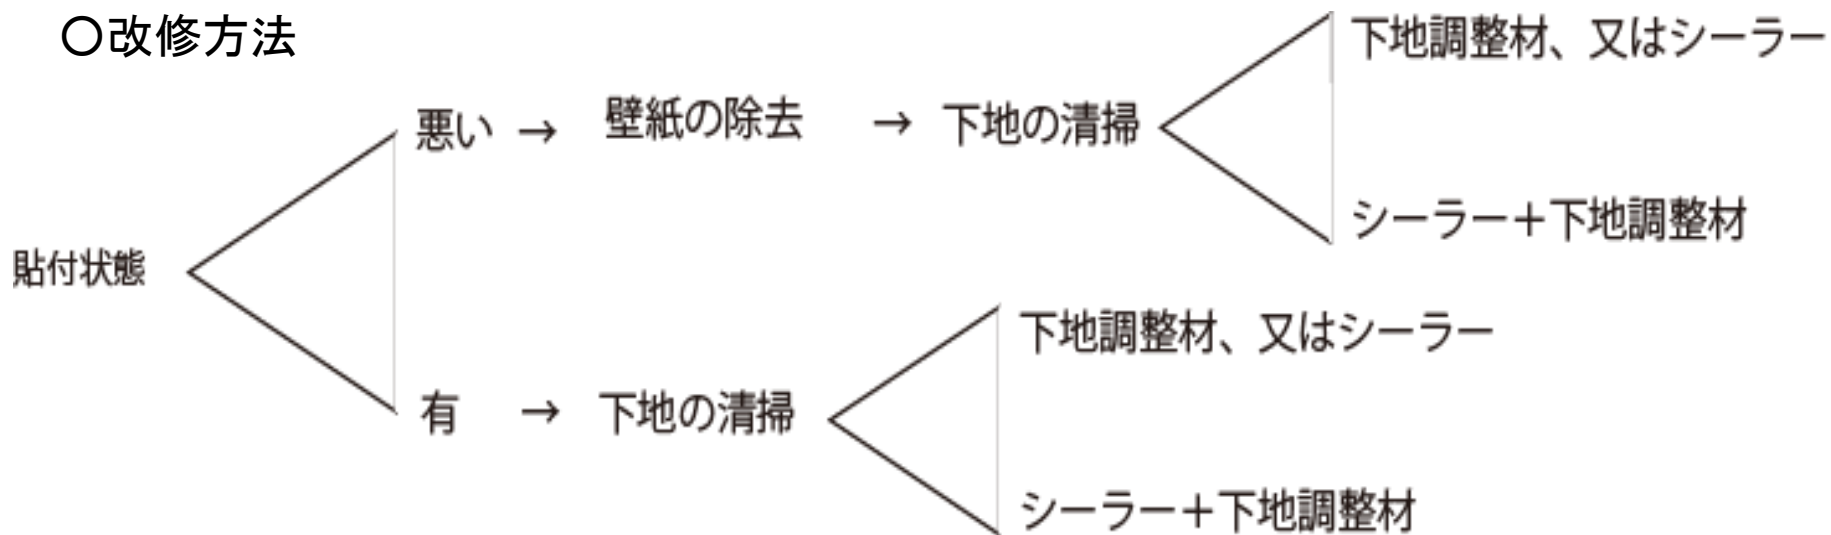 〇改修方法
下地調整材、又はシーラー
悪い → 壁紙の除去 → 下地の清掃
シーラー＋下地調整材
貼付状態
下地調整材、又はシーラー
有 → 下地の清掃
シーラー＋下地調整材